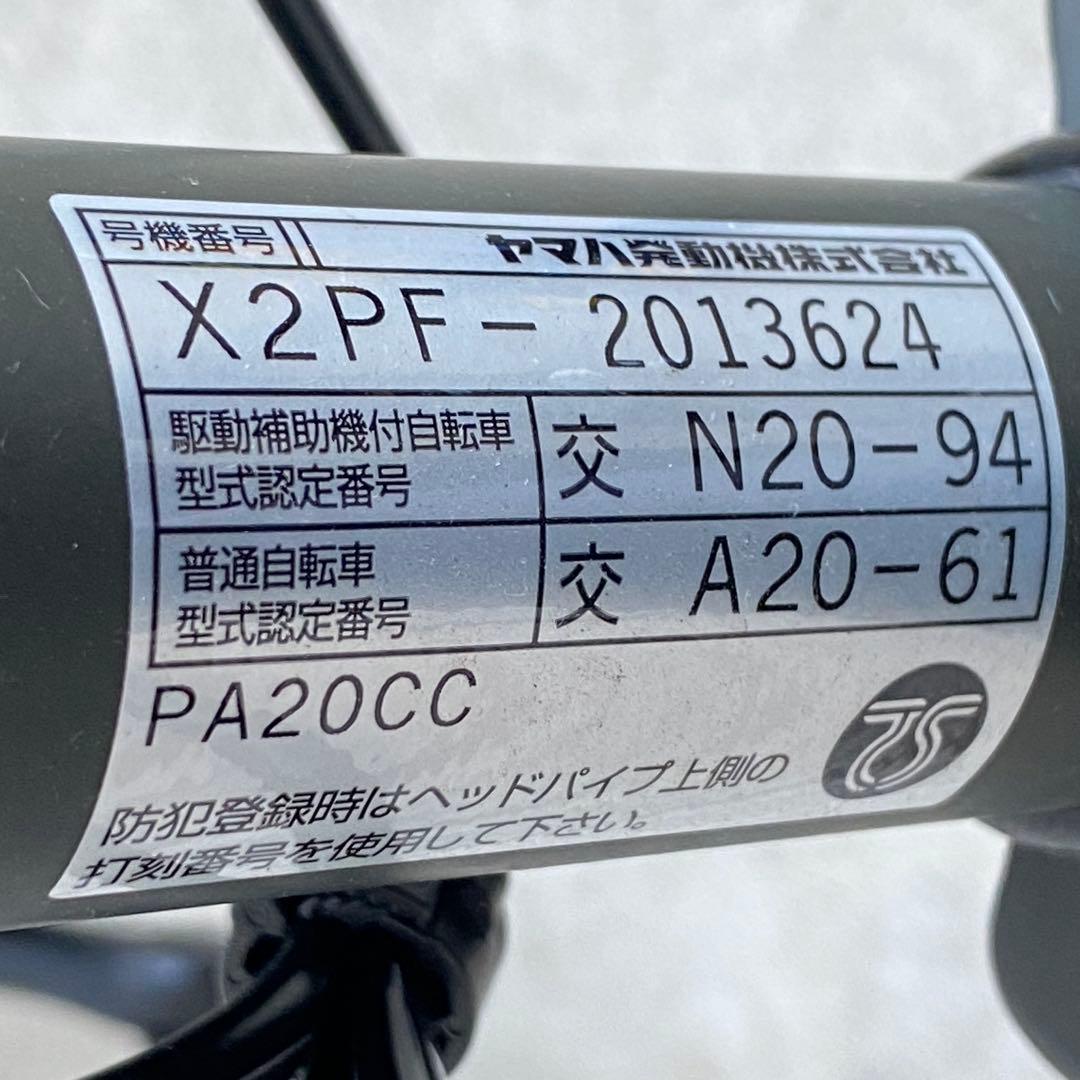 号機番号
ヤマハ発動機株式会社
X2PF-2013624
駆動補助機付自転車
型式認定番号
交 N20-94
普通自転車
型式認定番号
交 A20-61
PA20CC
TS
防犯登録時はヘッドパイプ上側の
打刻番号を使用して下さい。